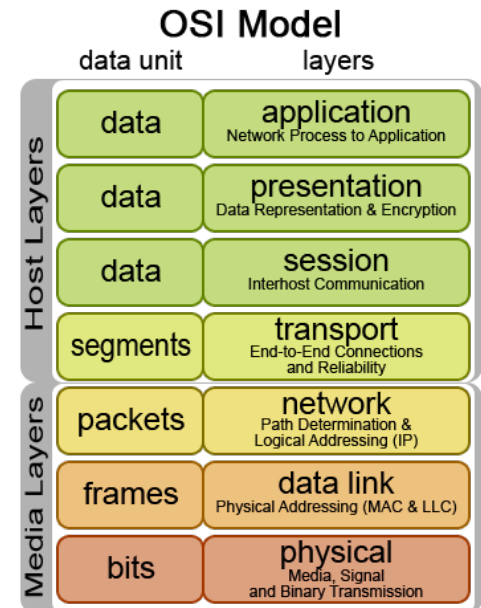 OSI Model
data unit layers
Host Layers
data
application
Network Process to Application
data
presentation
Data Representation & Encryption
data
session
Interhost Communication
segments
transport
End-to-End Connections
and Reliability
Media Layers
packets
network
Path Determination &
Logical Addressing (IP)
frames
data link
Physical Addressing (MAC & LLC)
bits
physical
Media, Signal
and Binary Transmission